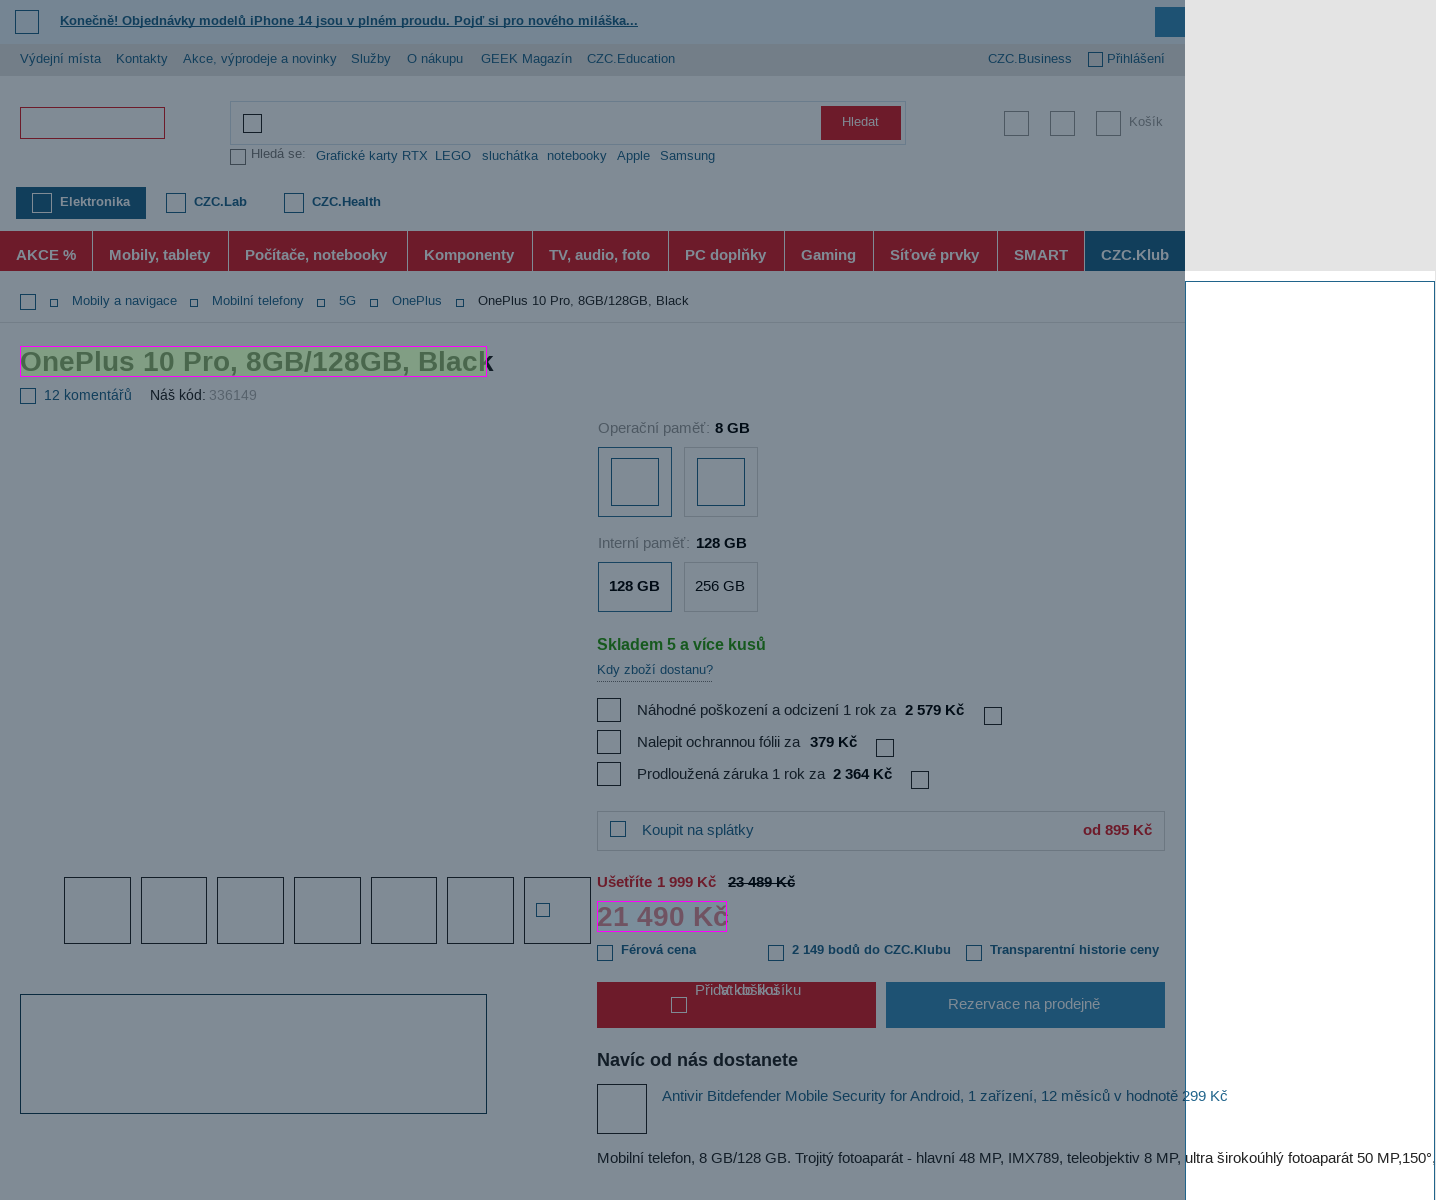 Konečně! Objednávky modelů iPhone 14 jsou v plném proudu. Pojď si pro nového miláška...
Výdejní místa Kontakty Akce, výprodeje a novinky Služby O nákupu GEEK Magazín CZC.Education CZC.Business Přihlášení
Hledat Košík
Hledá se: Grafické karty RTX LEGO sluchátka notebooky Apple Samsung
Elektronika CZC.Lab CZC.Health
AKCE % Mobily, tablety Počítače, notebooky Komponenty TV, audio, foto PC doplňky Gaming Síťové prvky SMART CZC.Klub
Mobily a navigace Mobilní telefony 5G OnePlus OnePlus 10 Pro, 8GB/128GB, Black
OnePlus 10 Pro, 8GB/128GB, Black
12 komentářů Náš kód: 336149
Operační paměť: 8 GB
Interní paměť: 128 GB
128 GB 256 GB
Skladem 5 a více kusů
Kdy zboží dostanu?
Náhodné poškození a odcizení 1 rok za 2 579 Kč
Nalepit ochrannou fólii za 379 Kč
Prodloužená záruka 1 rok za 2 364 Kč
Koupit na splátky od 895 Kč
Ušetříte 1 999 Kč 23 489 Kč
21 490 Kč
Férová cena 2 149 bodů do CZC.Klubu Transparentní historie ceny
Přidat do košíku V košíku
Rezervace na prodejně
Navíc od nás dostanete
Antivir Bitdefender Mobile Security for Android, 1 zařízení, 12 měsíců v hodnotě 299 Kč
Mobilní telefon, 8 GB/128 GB. Trojitý fotoaparát - hlavní 48 MP, IMX789, teleobjektiv 8 MP, ultra širokoúhlý fotoaparát 50 MP,150°,